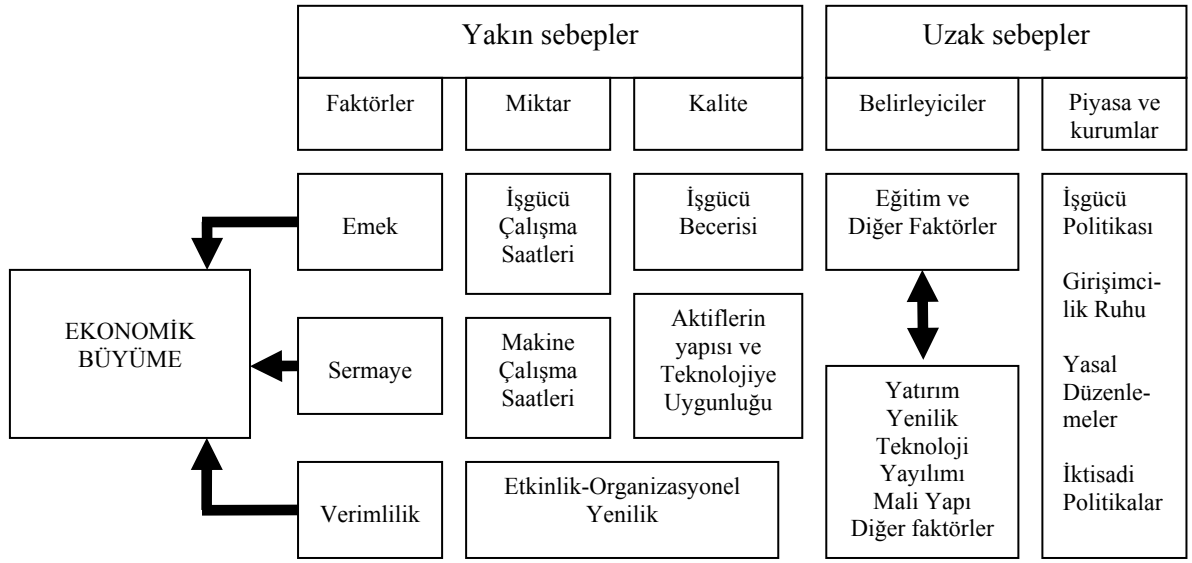 Yakın sebepler
Uzak sebepler
Faktörler
Miktar
Kalite
Belirleyiciler
Piyasa ve
kurumlar
EKONOMİK
BÜYÜME
Emek
İşgücü
Çalışma
Saatleri
İşgücü
Becerisi
Eğitim ve
Diğer Faktörler
Sermaye
Makine
Çalışma
Saatleri
Aktiflerin
yapısı ve
Teknolojiye
Uygunluğu
Verimlilik
Etkinlik-Organizasyonel
Yenilik
Yatırım
Yenilik
Teknoloji
Yayılımı
Mali Yapı
Diğer faktörler
İşgücü
Politikası
Girişimci-
lik Ruhu
Yasal
Düzenle-
meler
İktisadi
Politikalar